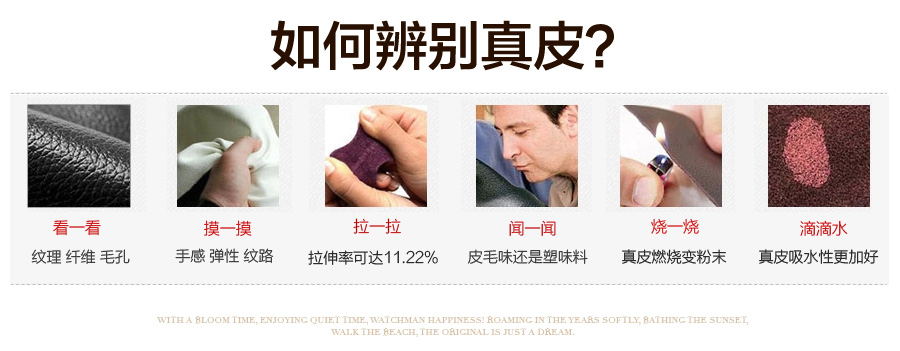 如何辨别真皮？
看一看
摸一摸
拉一拉
闻一闻
烧一烧
滴滴水
纹理 纤维 毛孔
手感 弹性 纹路
拉伸率可达11.22%
皮毛味还是塑味料
真皮燃烧变粉末
真皮吸水性更加好
WITH A BLOOM TIME, ENJOYING QUIET TIME, WATCHMAN HAPPINESS! ROAMING IN THE YEARS SOFTLY, BATHING THE SUNSET,
WALK THE BEACH, THE ORIGINAL IS JUST A DREAM.